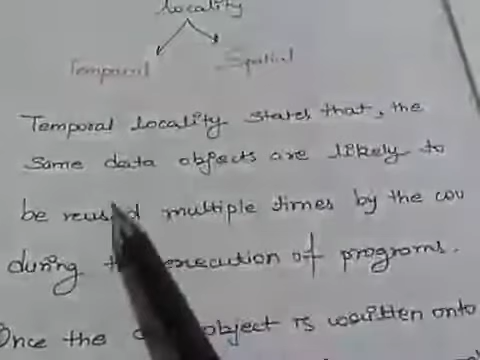 Locality
Temporal Spatial
Temporal locality states that, the
same data objects are likely to
be reused multiple times by the
during execution of programs.
Once the object is written onto